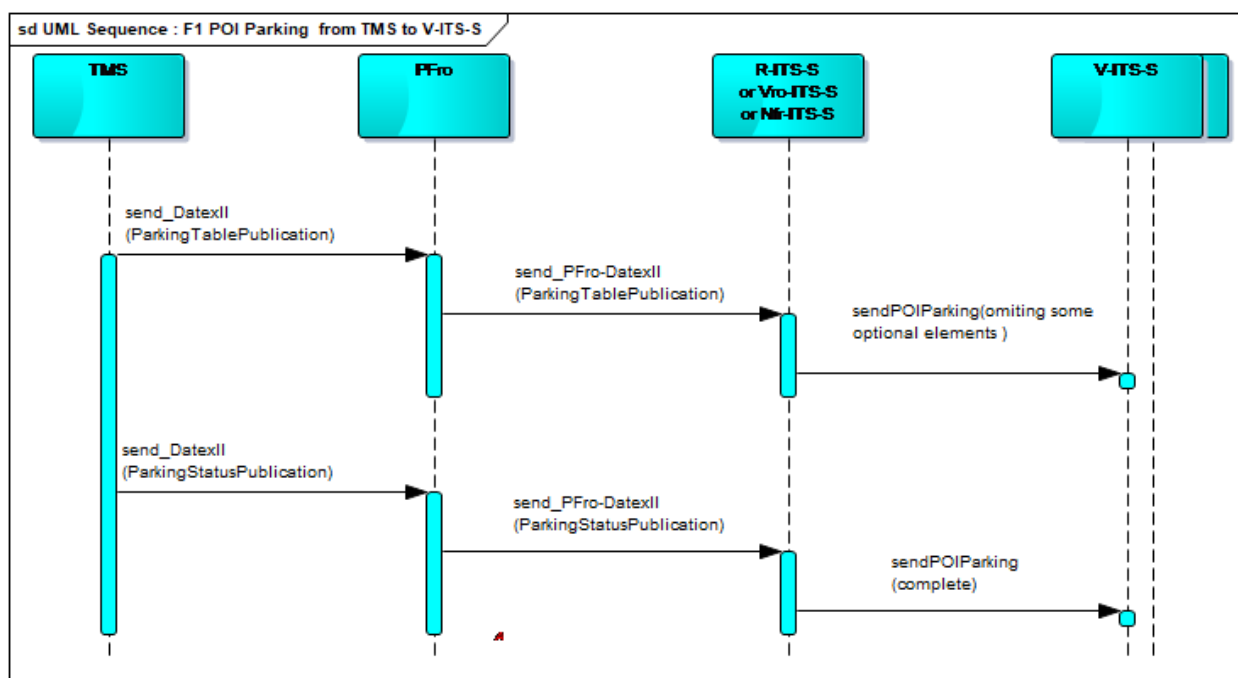 sd UML Sequence : F1 POI Parking from TMS to V-ITS-S
TMS
PFro
R-ITS-S
or Vro-ITS-S
or Nfr-ITS-S
V-ITS-S
send_DatexII
(ParkingTablePublication)
send_PFro-DatexII
(ParkingTablePublication)
sendPOIParking(omiting some
optional elements )
send_DatexII
(ParkingStatusPublication)
send_PFro-DatexII
(ParkingStatusPublication)
sendPOIParking
(complete)